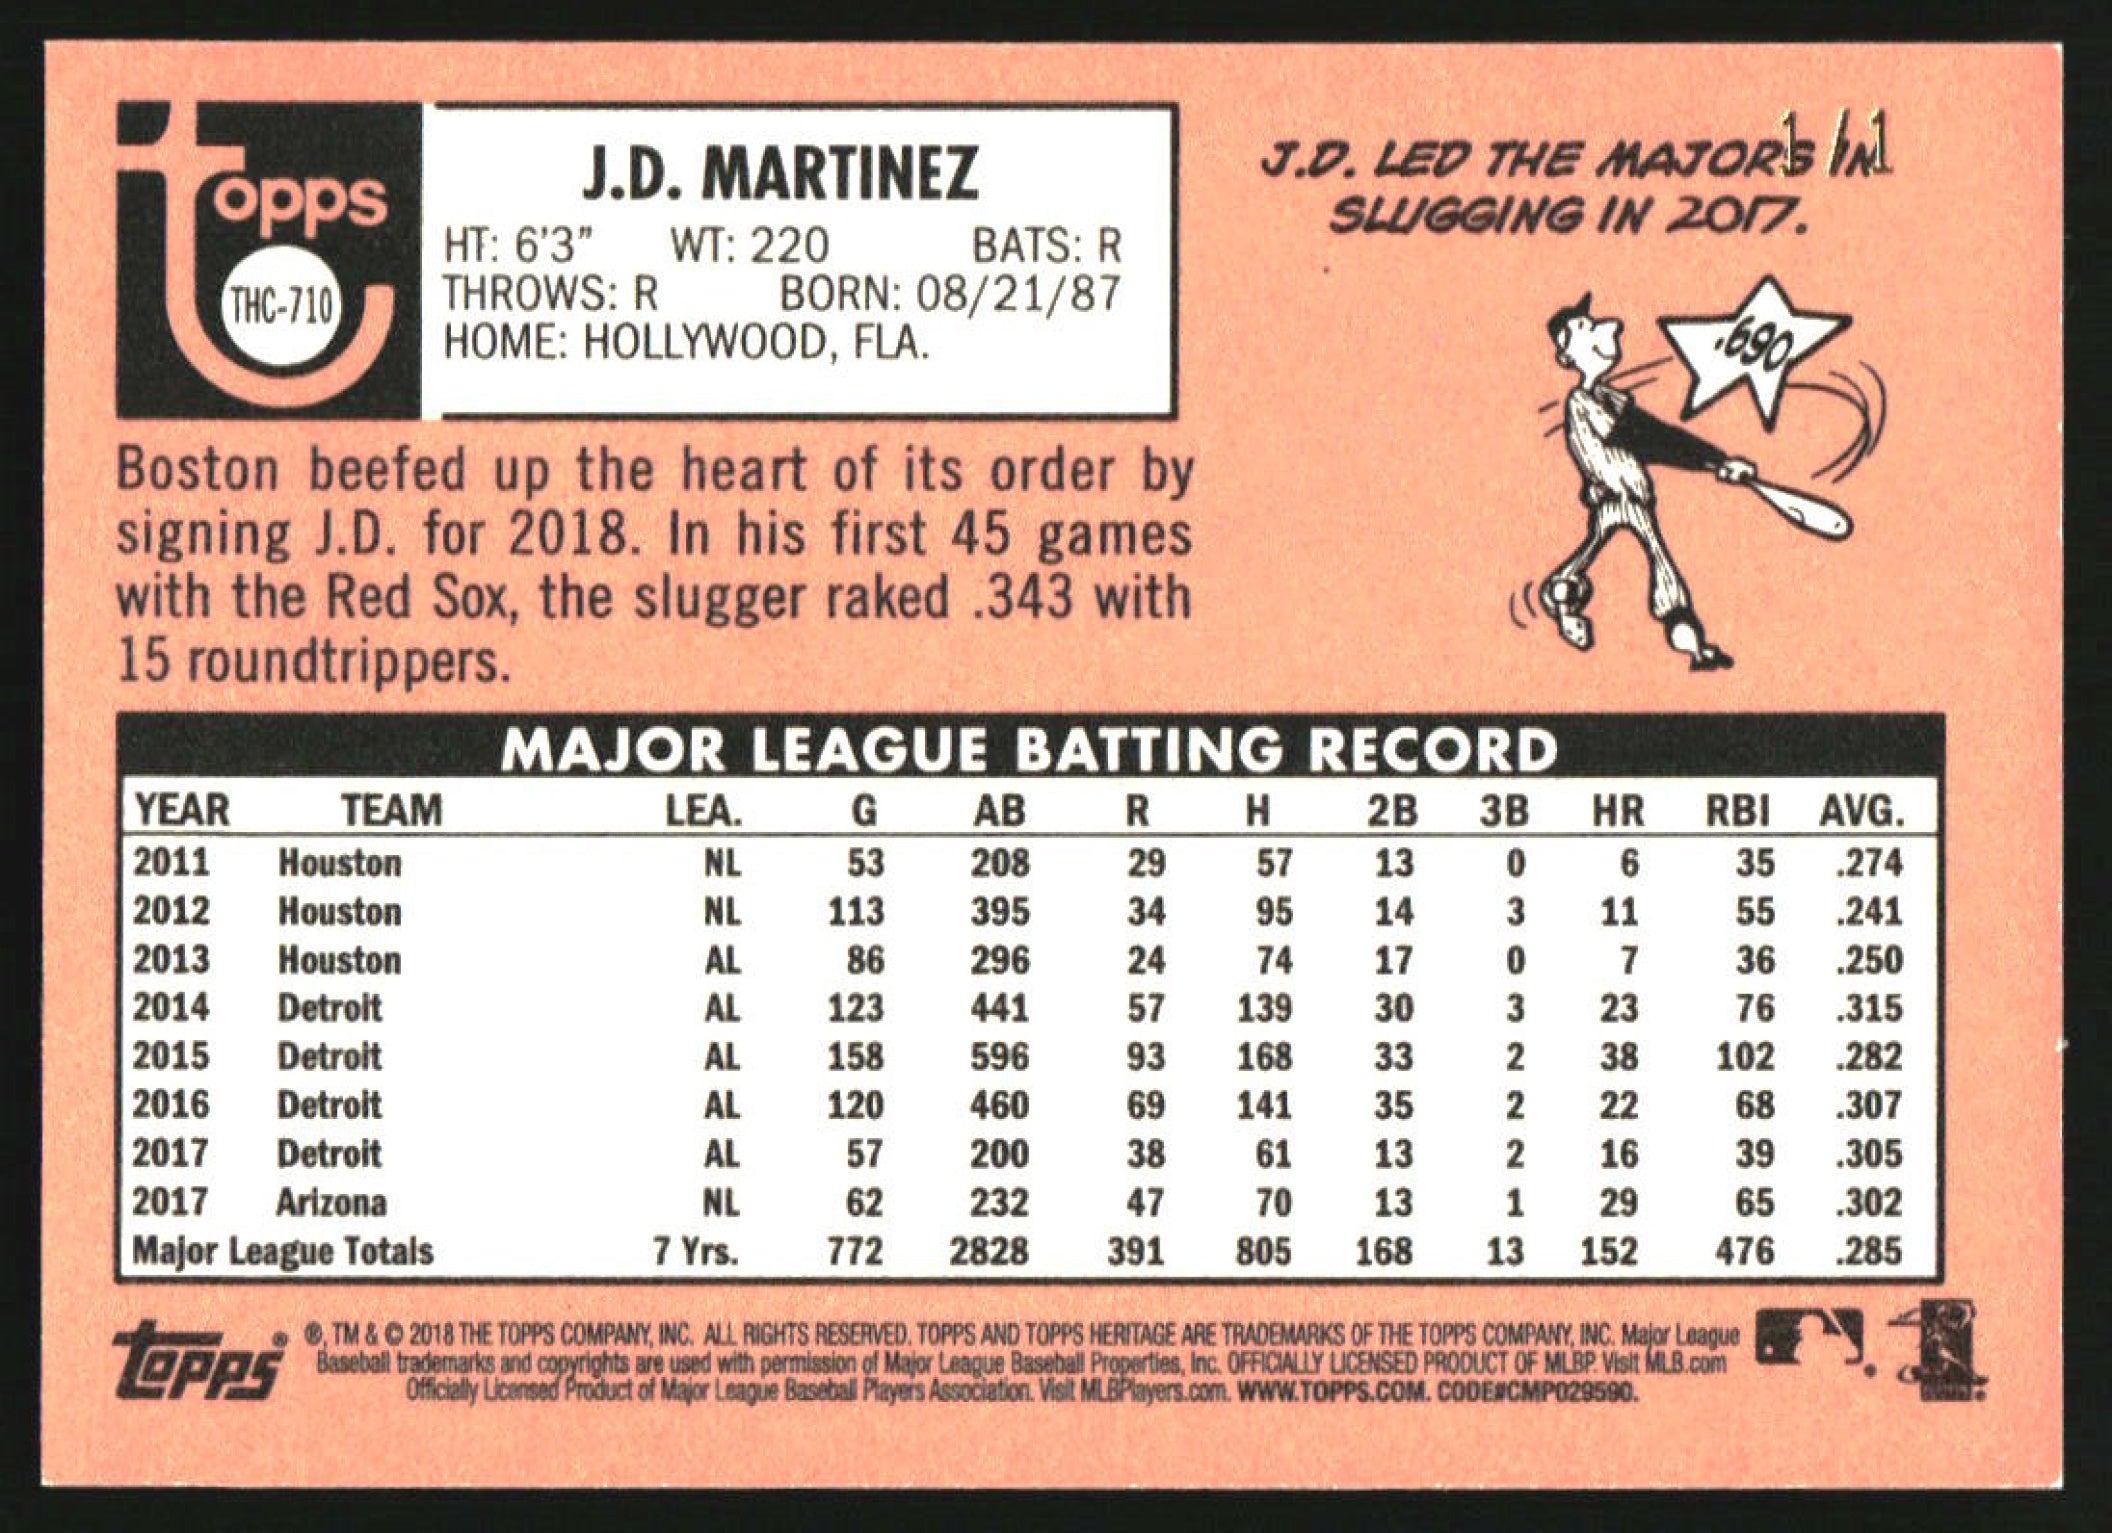 topps
THC-710
J.D. MARTINEZ
HT: 6'3" WT: 220 BATS: R
THROWS: R BORN: 08/21/87
HOME: HOLLYWOOD, FLA.
1/1
J.D. LED THE MAJORS IN
SLUGGING IN 2017.
.690
Boston beefed up the heart of its order by
signing J.D. for 2018. In his first 45 games
with the Red Sox, the slugger raked .343 with
15 roundtrippers.
MAJOR LEAGUE BATTING RECORD
YEAR TEAM LEA. G AB R H 2B 3B HR RBI AVG.
2011 Houston NL 53 208 29 57 13 0 6 35 .274
2012 Houston NL 113 395 34 95 14 3 11 55 .241
2013 Houston AL 86 296 24 74 17 0 7 36 .250
2014 Detroit AL 123 441 57 139 30 3 23 76 .315
2015 Detroit AL 158 596 93 168 33 2 38 102 .282
2016 Detroit AL 120 460 69 141 35 2 22 68 .307
2017 Detroit AL 57 200 38 61 13 2 16 39 .305
2017 Arizona NL 62 232 47 70 13 1 29 65 .302
Major League Totals 7 Yrs. 772 2828 391 805 168 13 152 476 .285
topps® ®, TM & © 2018 THE TOPPS COMPANY, INC. ALL RIGHTS RESERVED. TOPPS AND TOPPS HERITAGE ARE TRADEMARKS OF THE TOPPS COMPANY, INC. Major League
Baseball trademarks and copyrights are used with permission of Major League Baseball Properties, Inc. OFFICIALLY LICENSED PRODUCT OF MLBP. Visit MLB.com
Officially Licensed Product of Major League Baseball Players Association. Visit MLBPlayers.com. WWW.TOPPS.COM. CODE#CMP029590.